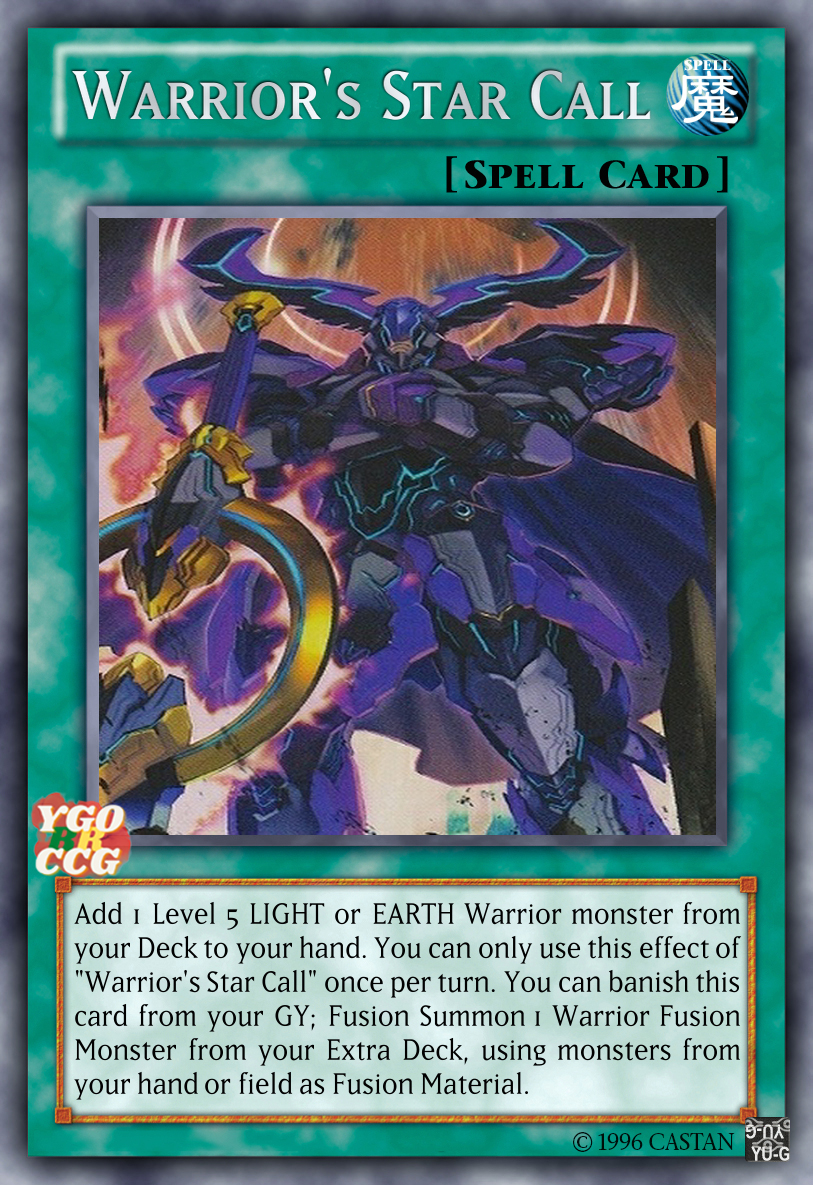 WARRIOR'S STAR CALL
SPELL
魔
[SPELL CARD]
YGO
BR
CCG
Add 1 Level 5 LIGHT or EARTH Warrior monster from
your Deck to your hand. You can only use this effect of
"Warrior's Star Call" once per turn. You can banish this
card from your GY; Fusion Summon 1 Warrior Fusion
Monster from your Extra Deck, using monsters from
your hand or field as Fusion Material.
© 1996 CASTAN
YU-G